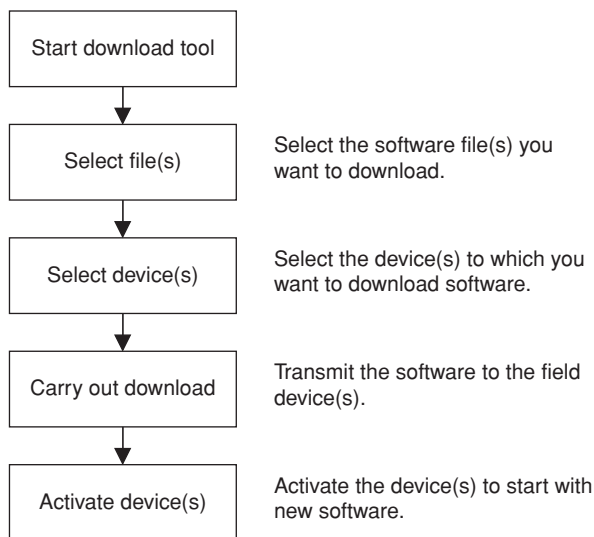 Start download tool
Select file(s)
Select the software file(s) you
want to download.
Select device(s)
Select the device(s) to which you
want to download software.
Carry out download
Transmit the software to the field
device(s).
Activate device(s)
Activate the device(s) to start with
new software.